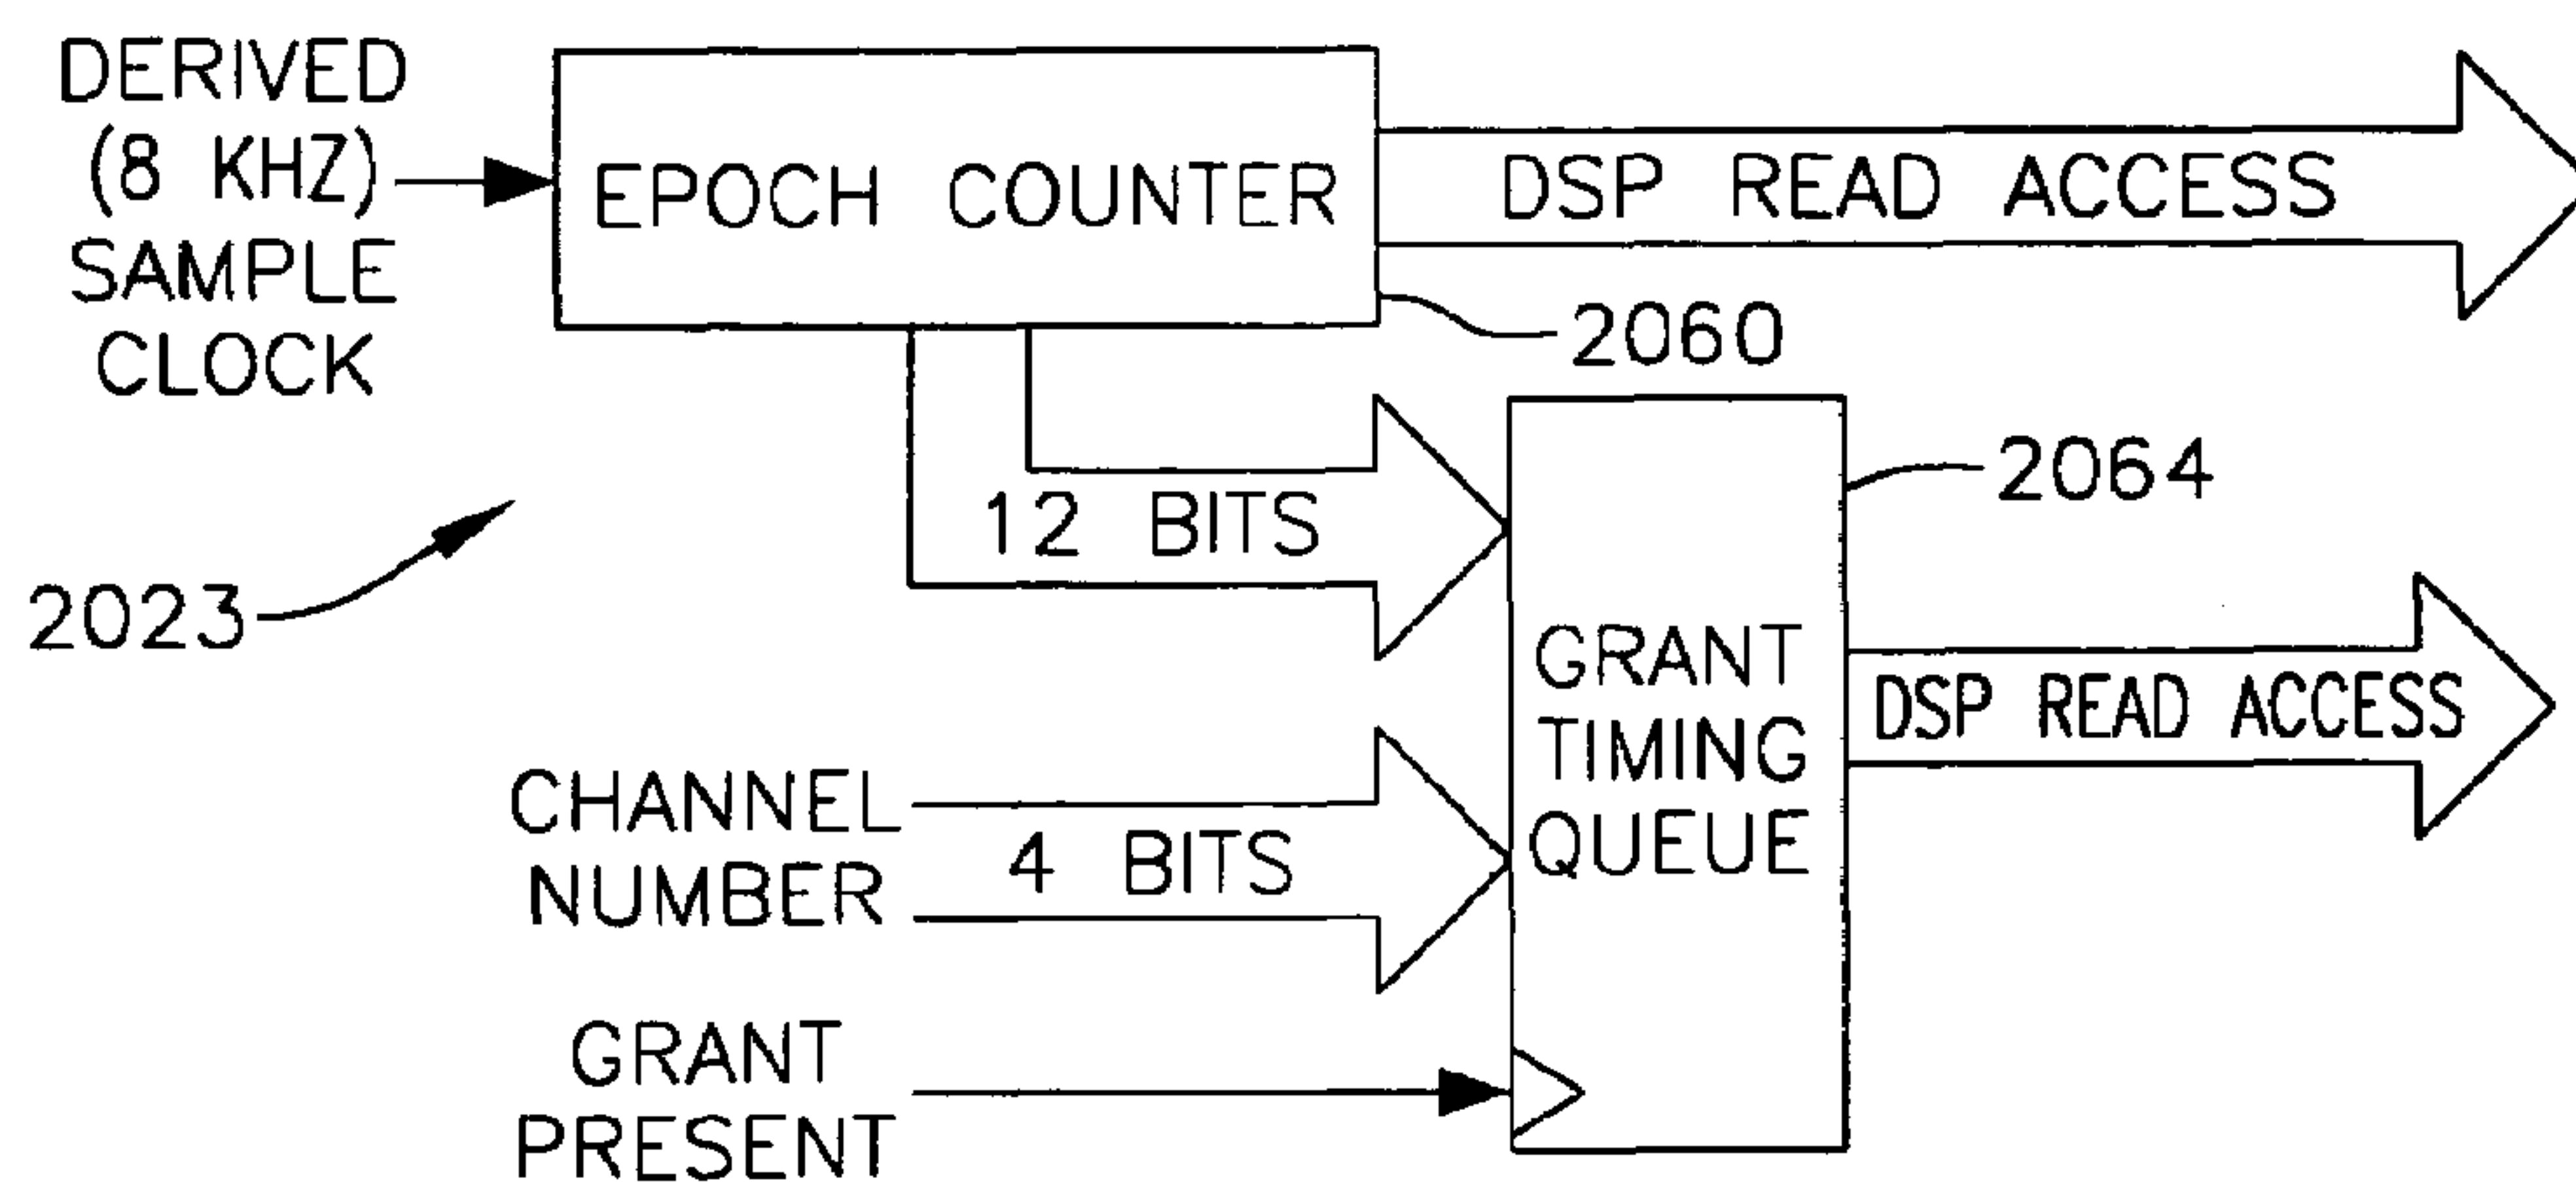 DERIVED
(8 KHZ)
SAMPLE
CLOCK
EPOCH COUNTER
DSP READ ACCESS
2060
2064
12 BITS
2023
GRANT
TIMING
QUEUE
DSP READ ACCESS
CHANNEL
NUMBER
4 BITS
GRANT
PRESENT